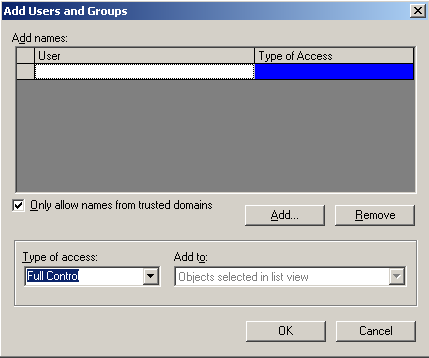 Add Users and Groups
Add names:
User Type of Access
Only allow names from trusted domains
Add... Remove
Type of access: Add to:
Full Control Objects selected in list view
OK Cancel